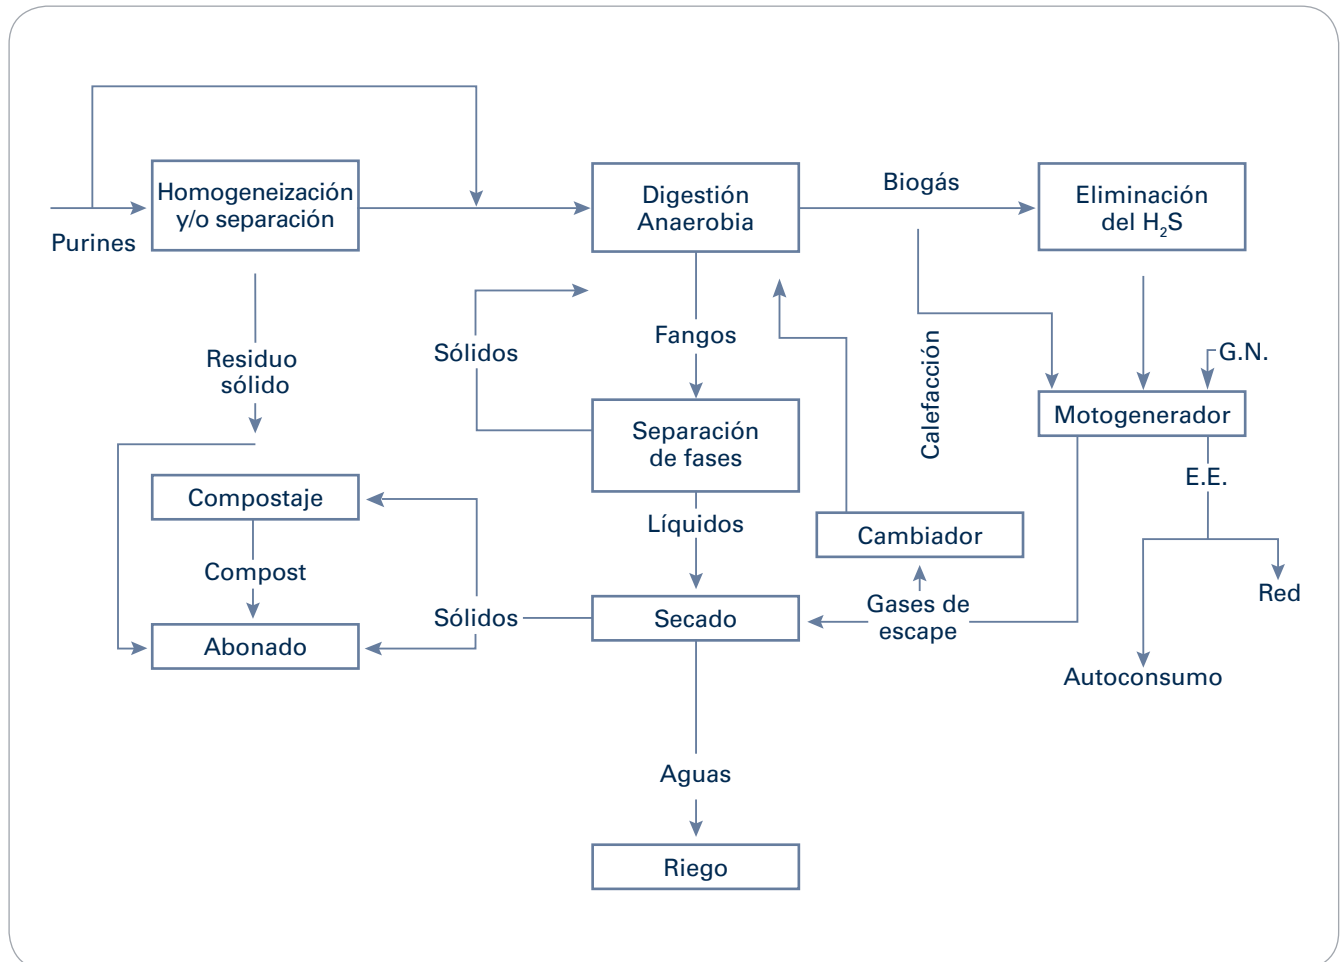 Homogeneización
y/o separación
Purines
Digestión
Anaerobia
Biogás
Eliminación
del H₂S
Residuo
sólido
Sólidos
Fangos
Calefacción
G.N.
Motogenerador
Separación
de fases
E.E.
Compostaje
Líquidos
Cambiador
Compost
Sólidos
Secado
Gases de
escape
Red
Abonado
Autoconsumo
Aguas
Riego